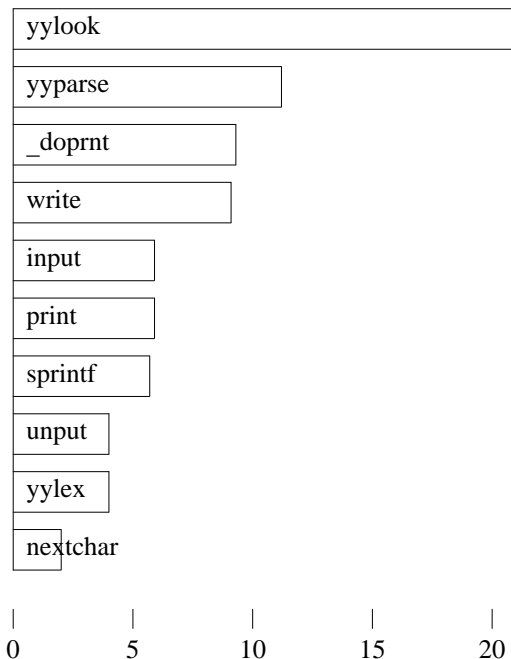 yylook
yyparse
_doprnt
write
input
print
sprintf
unput
yylex
nextchar
0 5 10 15 20